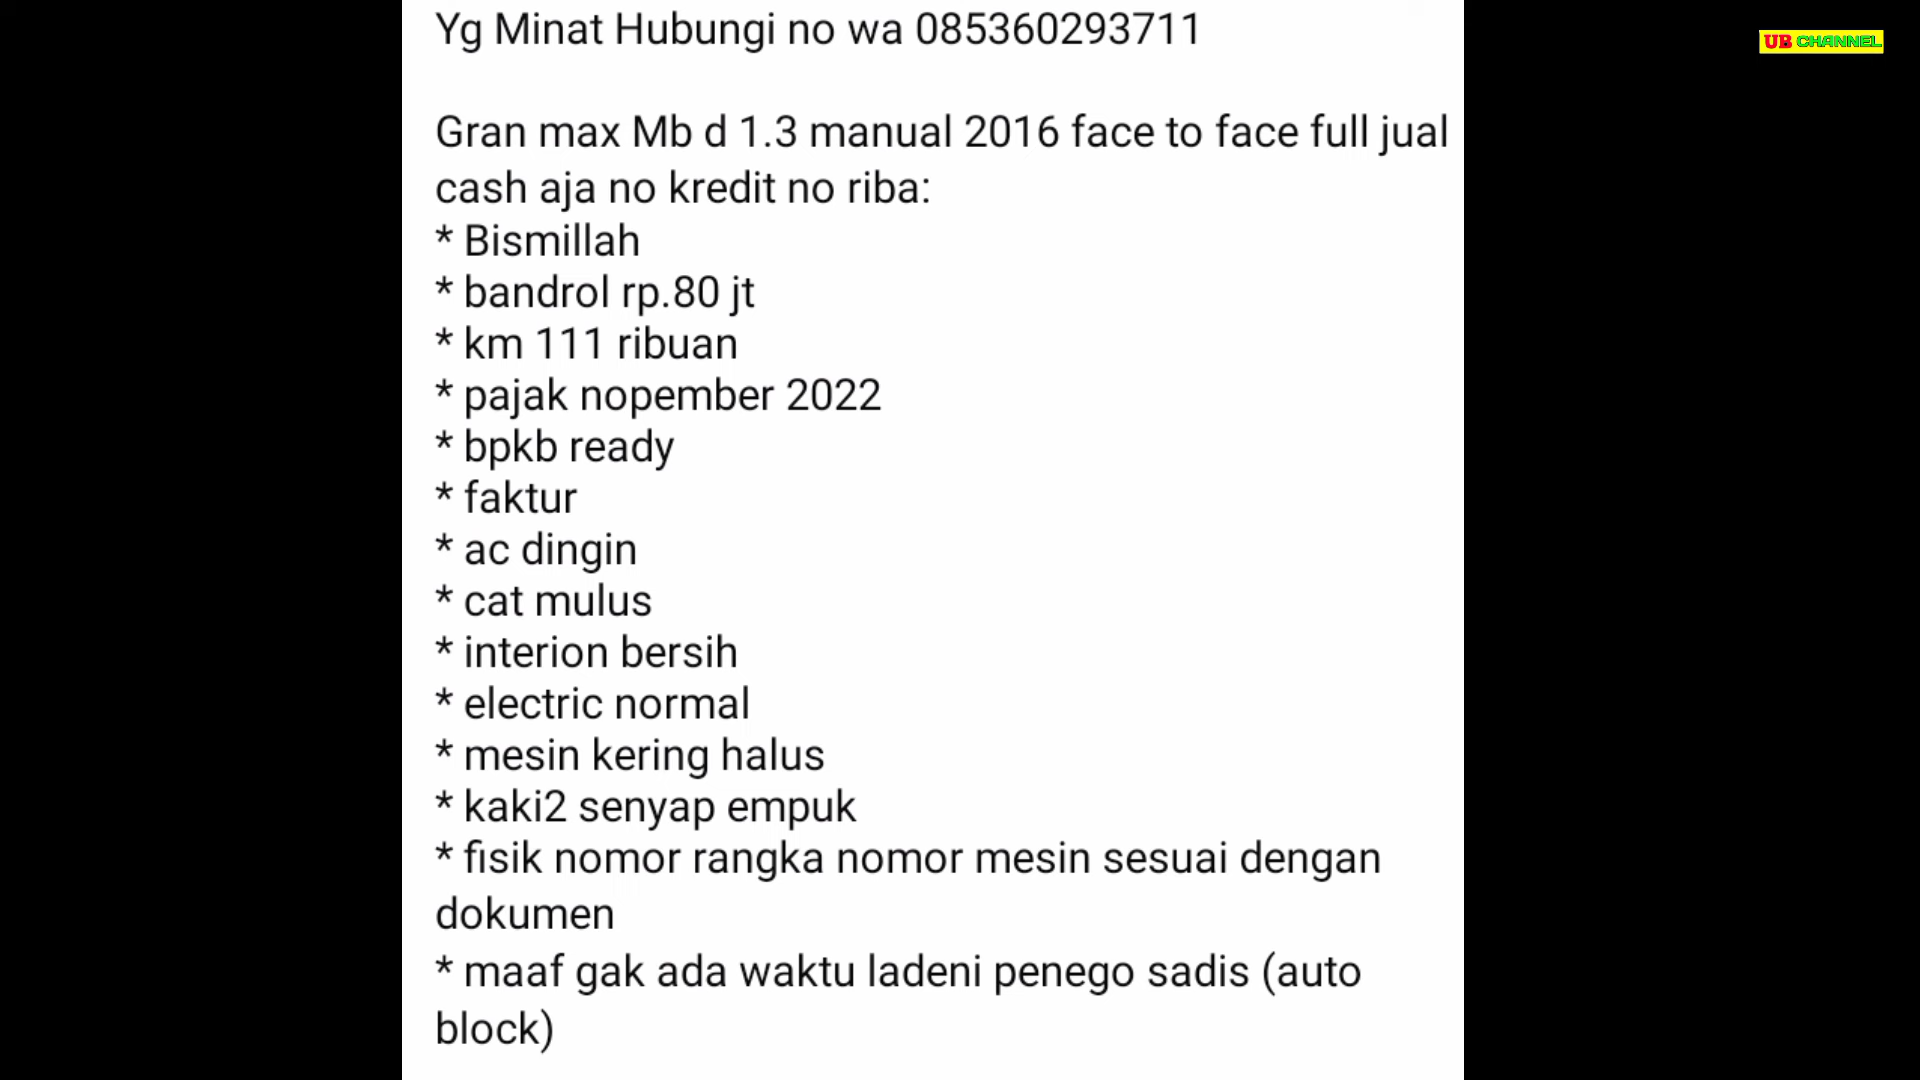 Yg Minat Hubungi no wa 085360293711
UB CHANNEL
Gran max Mb d 1.3 manual 2016 face to face full jual
cash aja no kredit no riba:
* Bismillah
* bandrol rp.80 jt
* km 111 ribuan
* pajak nopember 2022
* bpkb ready
* faktur
* ac dingin
* cat mulus
* interion bersih
* electric normal
* mesin kering halus
* kaki2 senyap empuk
* fisik nomor rangka nomor mesin sesuai dengan
dokumen
* maaf gak ada waktu ladeni penego sadis (auto
block)